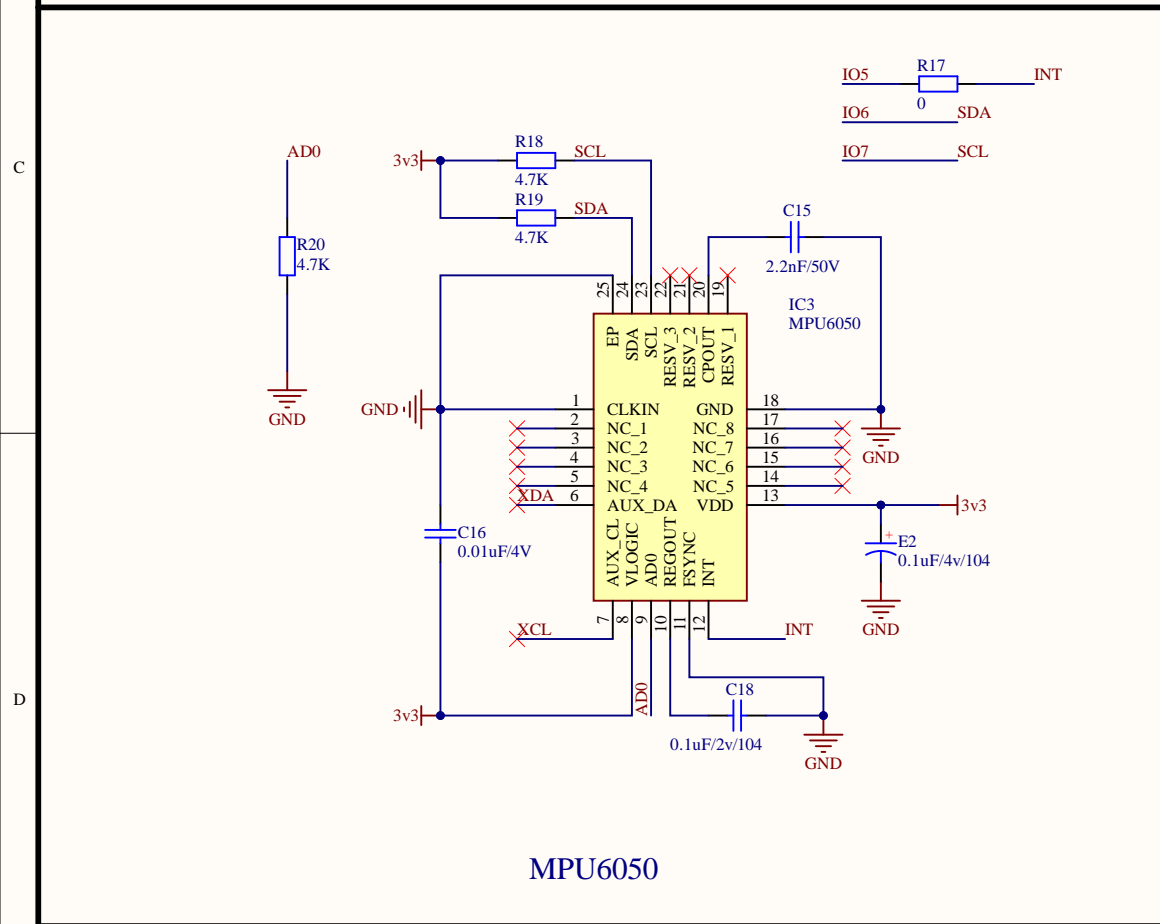 IO5
R17
INT
0
IO6
SDA
IO7
SCL
C
AD0
R20
4.7K
GND
3v3
R18
SCL
4.7K
R19
SDA
4.7K
C15
2.2nF/50V
IC3
MPU6050
25
24
23
22
21
20
19
EP
SDA
SCL
RESV_3
RESV_2
CPOUT
RESV_1
GND
1
CLKIN
2
NC_1
3
NC_2
4
NC_3
5
NC_4
XDA
6
AUX_DA
GND
18
NC_8
17
NC_7
16
NC_6
15
NC_5
14
VDD
13
GND
3v3
+
E2
0.1uF/4v/104
GND
C16
0.01uF/4V
AUX_CL
VLOGIC
AD0
REGOUT
FSYNC
INT
7
8
9
10
11
12
XCL
INT
D
3v3
AD0
C18
0.1uF/2v/104
GND
MPU6050